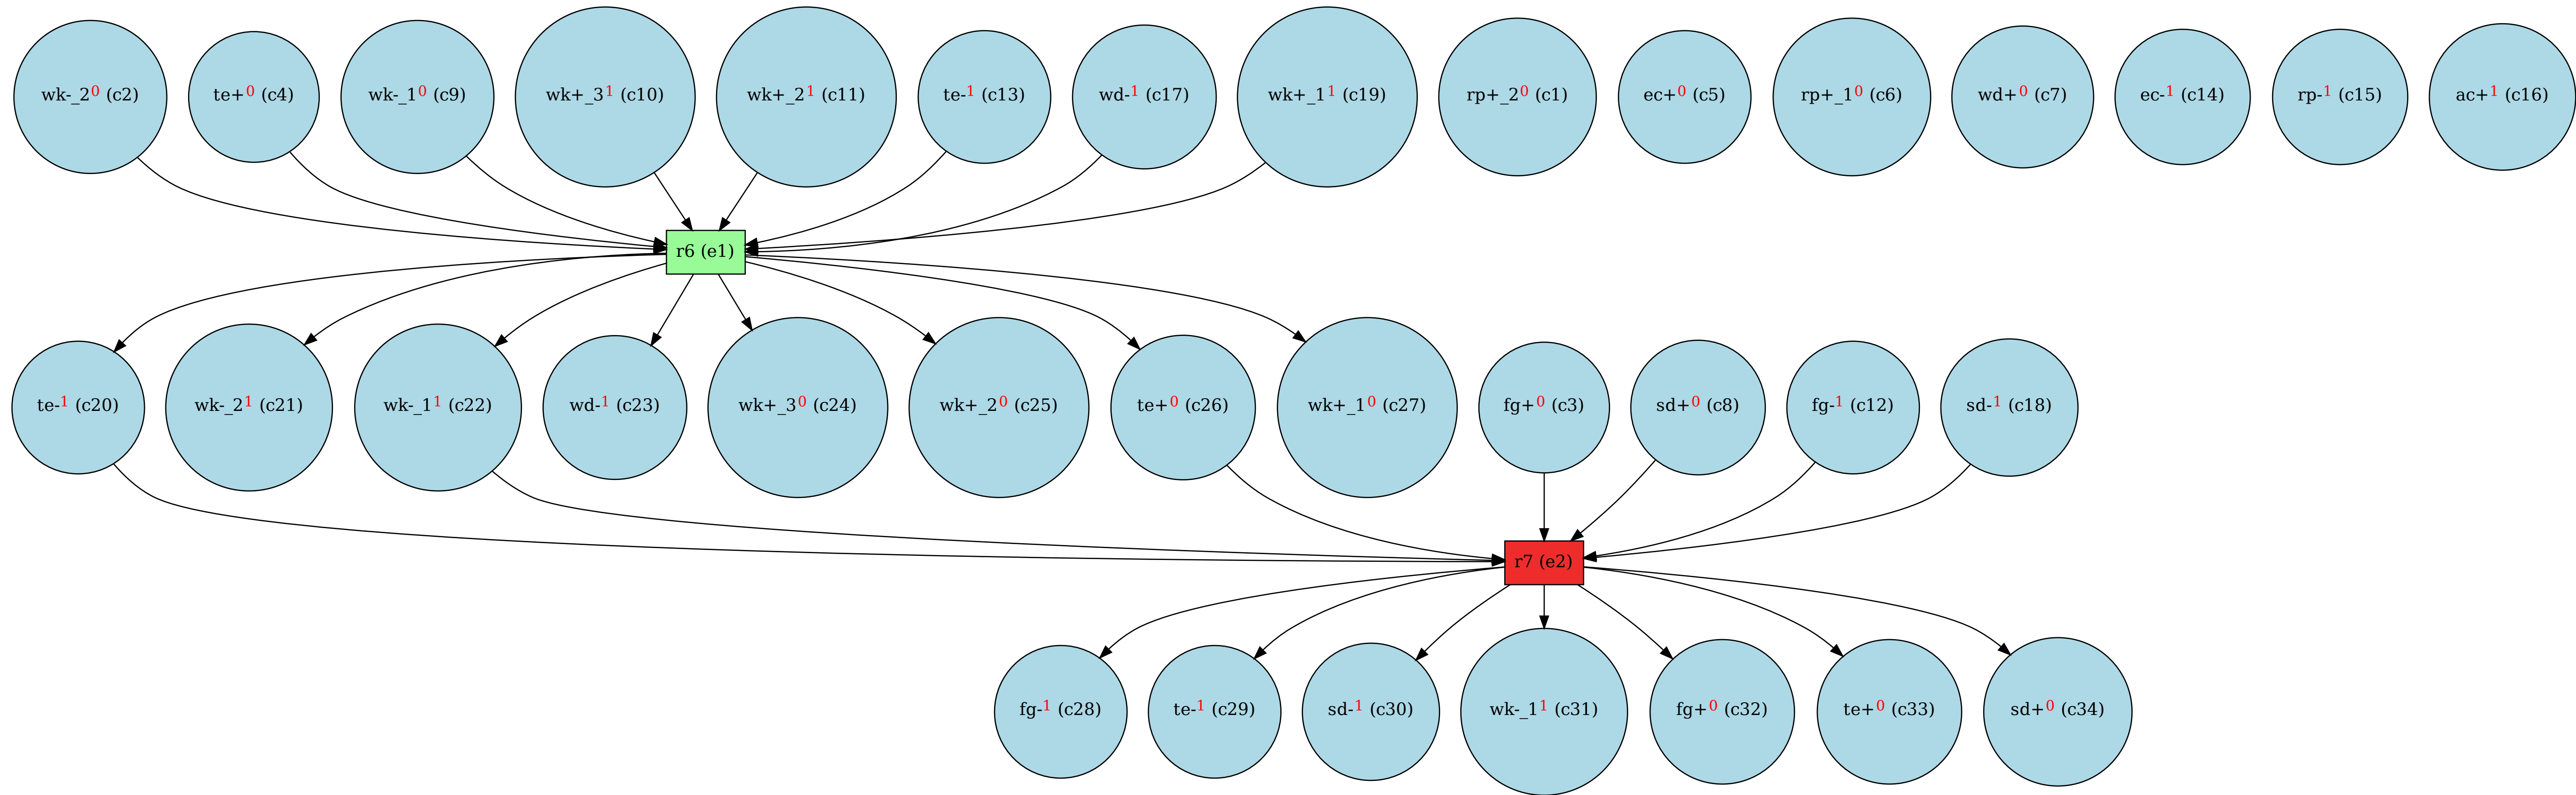 wk-_2⁰ (c2)
te+⁰ (c4)
wk-_1⁰ (c9)
wk+_3¹ (c10)
wk+_2¹ (c11)
te-¹ (c13)
wd-¹ (c17)
wk+_1¹ (c19)
rp+_2⁰ (c1)
ec+⁰ (c5)
rp+_1⁰ (c6)
wd+⁰ (c7)
ec-¹ (c14)
rp-¹ (c15)
ac+¹ (c16)
r6 (e1)
te-¹ (c20)
wk-_2¹ (c21)
wk-_1¹ (c22)
wd-¹ (c23)
wk+_3⁰ (c24)
wk+_2⁰ (c25)
te+⁰ (c26)
wk+_1⁰ (c27)
fg+⁰ (c3)
sd+⁰ (c8)
fg-¹ (c12)
sd-¹ (c18)
r7 (e2)
fg-¹ (c28)
te-¹ (c29)
sd-¹ (c30)
wk-_1¹ (c31)
fg+⁰ (c32)
te+⁰ (c33)
sd+⁰ (c34)